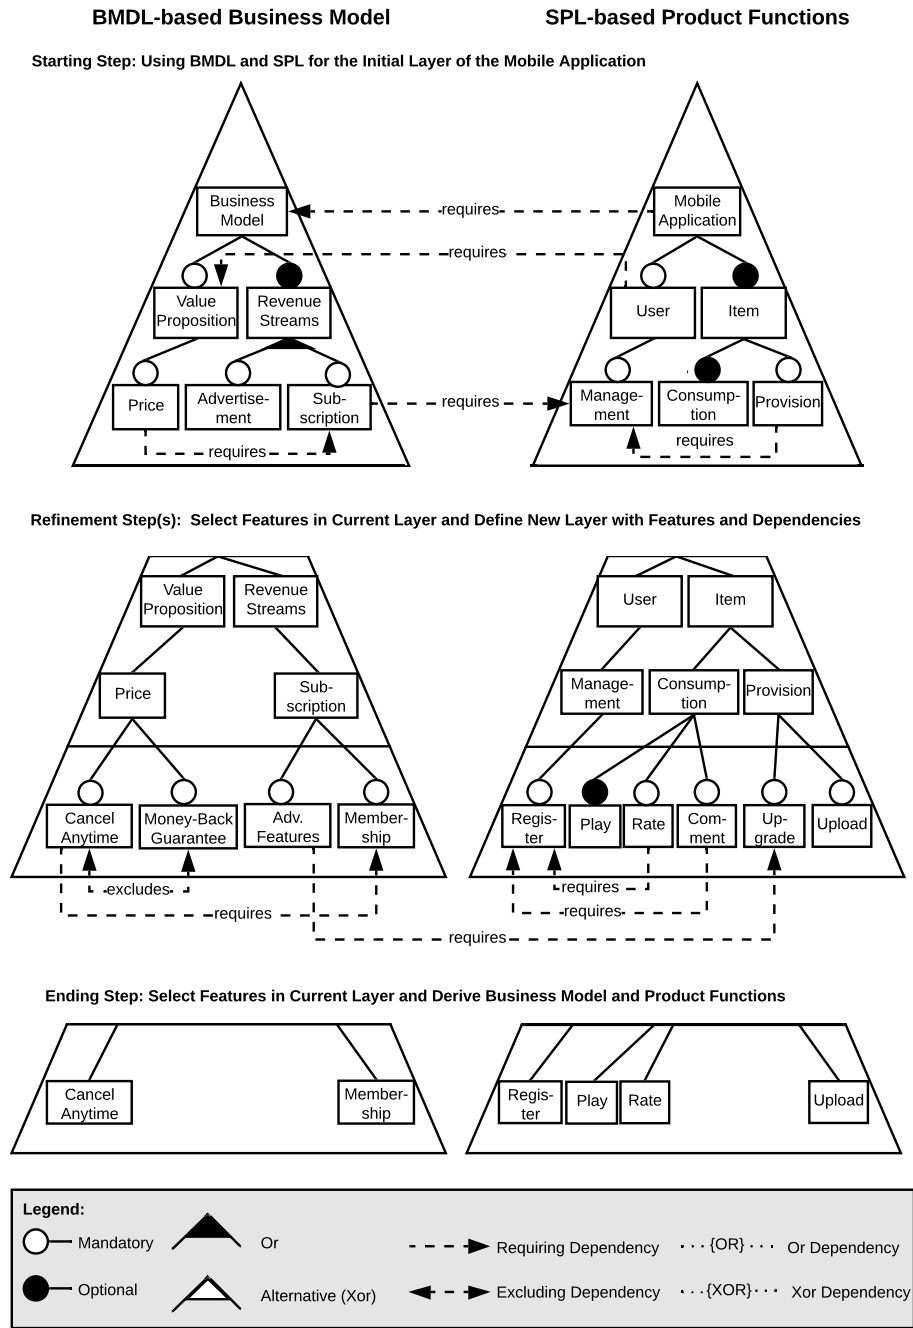 BMDL-based Business Model
SPL-based Product Functions
Starting Step: Using BMDL and SPL for the Initial Layer of the Mobile Application
Business
Model
requires
Mobile
Application
requires
Value
Proposition
Revenue
Streams
User
Item
Price
Advertise-
ment
Sub-
scription
requires
Manage-
ment
Consump-
tion
Provision
requires
requires
Refinement Step(s): Select Features in Current Layer and Define New Layer with Features and Dependencies
Value
Proposition
Revenue
Streams
User
Item
Price
Sub-
scription
Manage-
ment
Consump-
tion
Provision
Cancel
Anytime
Money-Back
Guarantee
Adv.
Features
Member-
ship
Regis-
ter
Play
Rate
Com-
ment
Up-
grade
Upload
excludes
requires
requires
requires
requires
Ending Step: Select Features in Current Layer and Derive Business Model and Product Functions
Cancel
Anytime
Member-
ship
Regis-
ter
Play
Rate
Upload
Legend:
Mandatory
Or
Requiring Dependency
{OR}
Or Dependency
Optional
Alternative (Xor)
Excluding Dependency
{XOR}
Xor Dependency